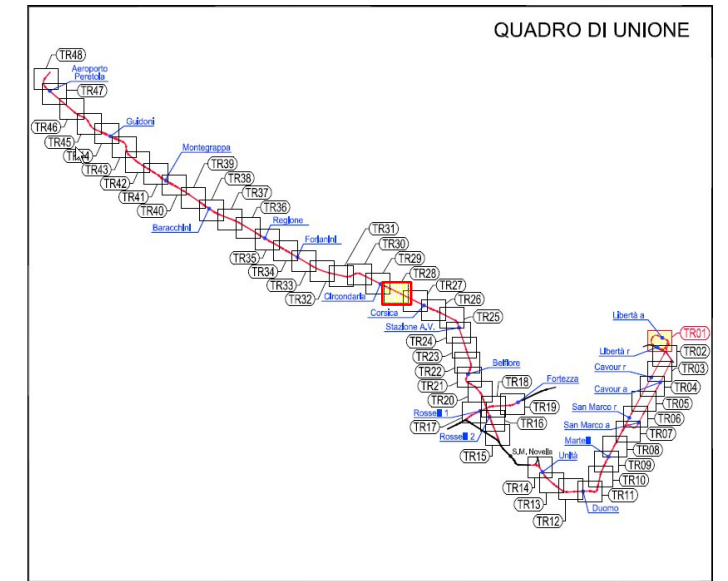 QUADRO DI UNIONE
TR48
Aeroporto
Peretola
TR47
TR46
TR45
Guidoni
TR43
Montegrappa
TR42
TR41
TR40
TR39
TR38
TR37
TR36
Baracchini
Regione
TR35
TR34
TR33
TR32
Forlanini
TR31
TR30
TR29
TR28
Circondaria
TR27
TR26
Corsica
TR25
Stazione A.V.
TR24
TR23
TR22
TR21
TR20
Belfiore
TR18
Fortezza
TR19
Rosselli 1
TR17
TR16
Rosselli 2
TR15
S.M. Novella
Unità
TR14
TR13
TR12
Duomo
TR11
TR10
TR09
TR08
Martelli
TR07
San Marco a
TR06
San Marco r
TR05
Cavour a
TR04
Cavour r
TR03
TR02
Libertà r
Libertà a
TR01